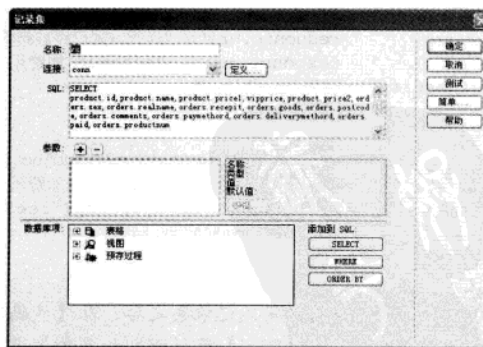 记录集
名称:
连接: conn 定义...
SQL: SELECT
product.id,product.name,product.price1,vipprice,product.price2,ord
ers.sex,orders.realname,orders.recepit,orders.goods,orders.postcod
e,orders.comments,orders.paymethord,orders.deliverymethord,orders.
paid,orders.productnum
参数:
名称
类型
值
默认值
数据库项:
表格
视图
预存过程
添加到 SQL:
SELECT
WHERE
ORDER BY
确定
取消
测试
简单...
帮助